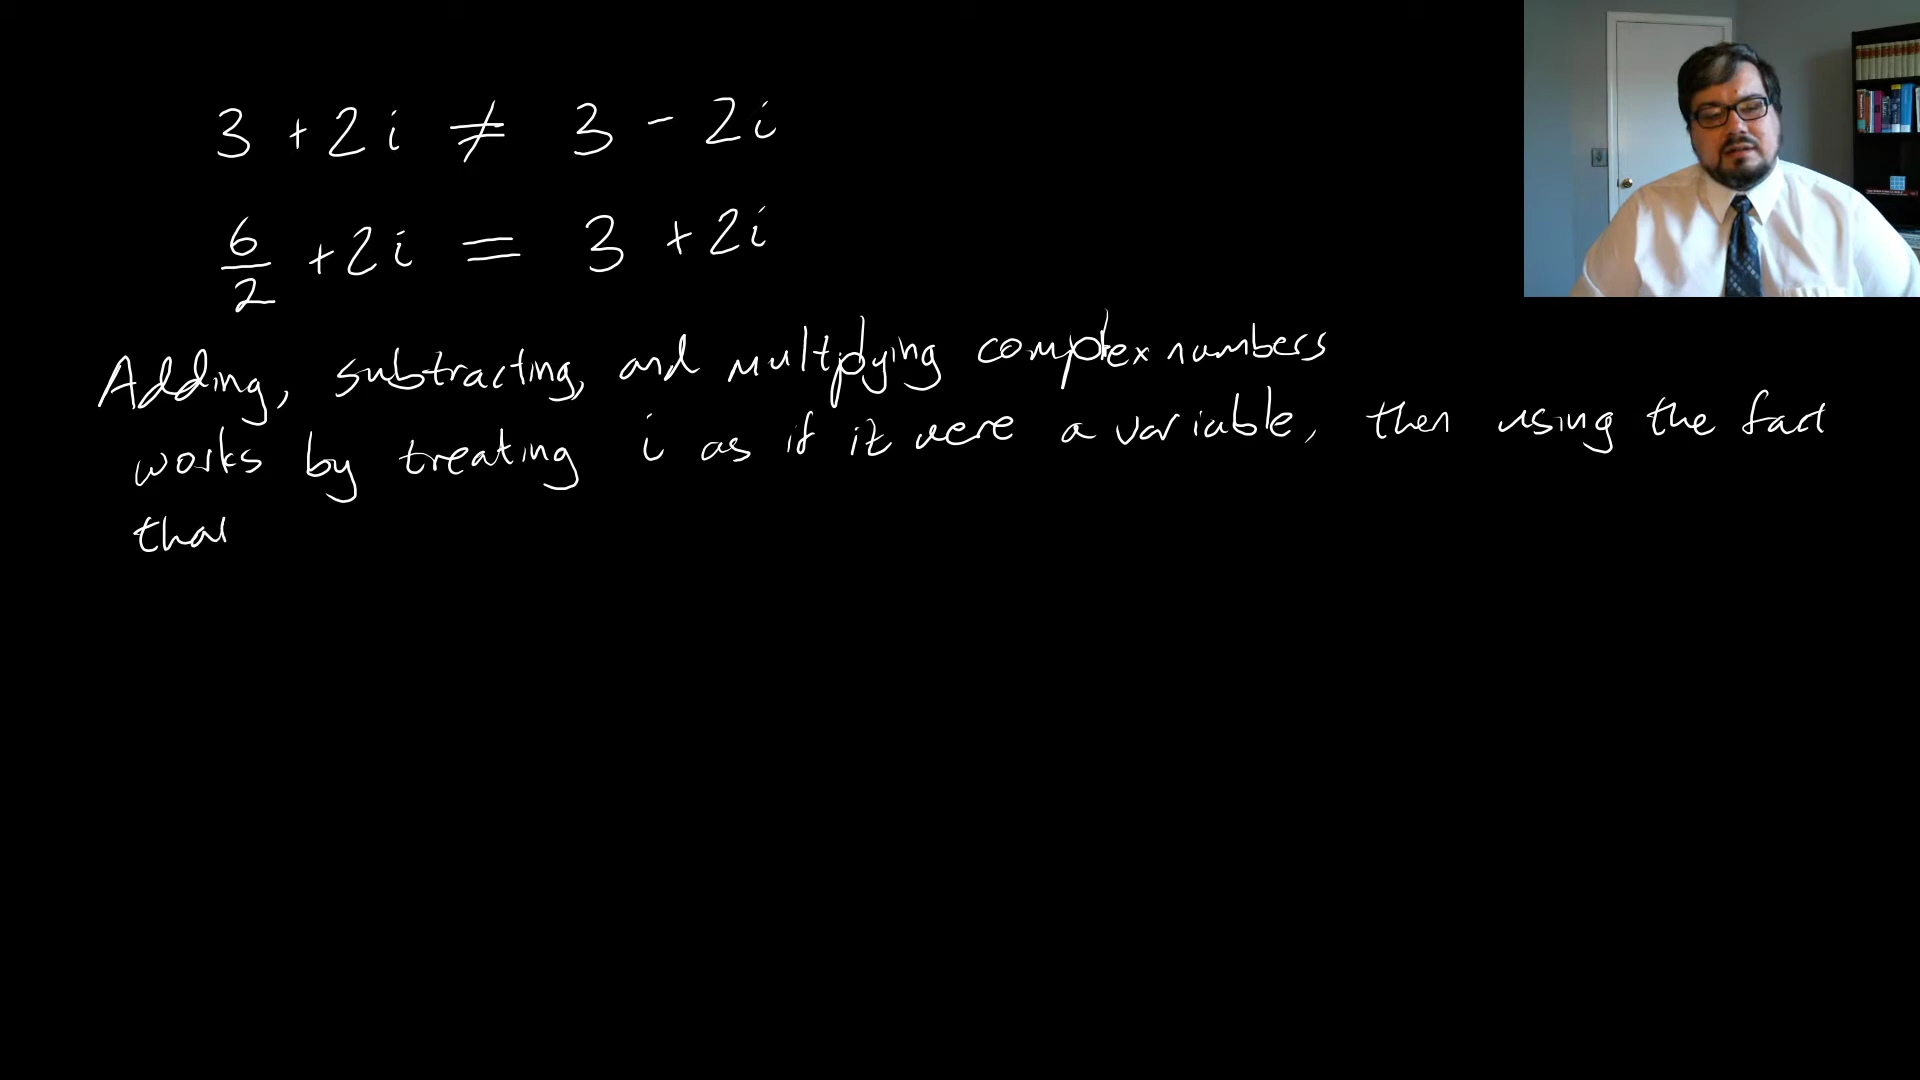 3 + 2i ≠ 3 - 2i
6/2 + 2i = 3 + 2i
Adding, subtracting, and multiplying complex numbers
works by treating i as if it were a variable, then using the fact
that